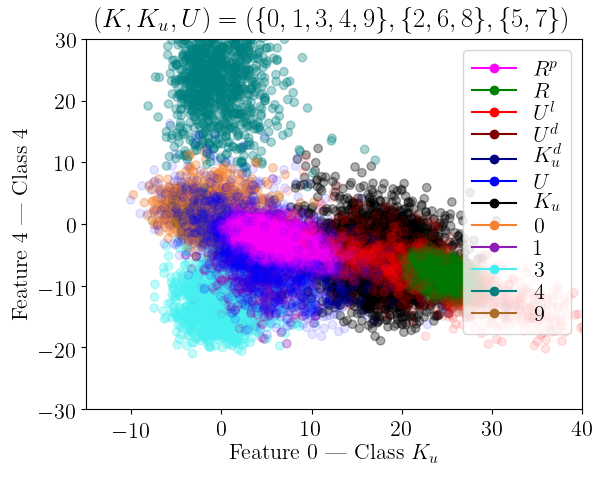 (K, K_u, U) = ({0, 1, 3, 4, 9}, {2, 6, 8}, {5, 7})
30
20
10
0
−10
−20
−30
Feature 4 — Class 4
R^p
R
U^l
U^d
K_u^d
U
K_u
0
1
3
4
9
−10
0
10
20
30
40
Feature 0 — Class K_u